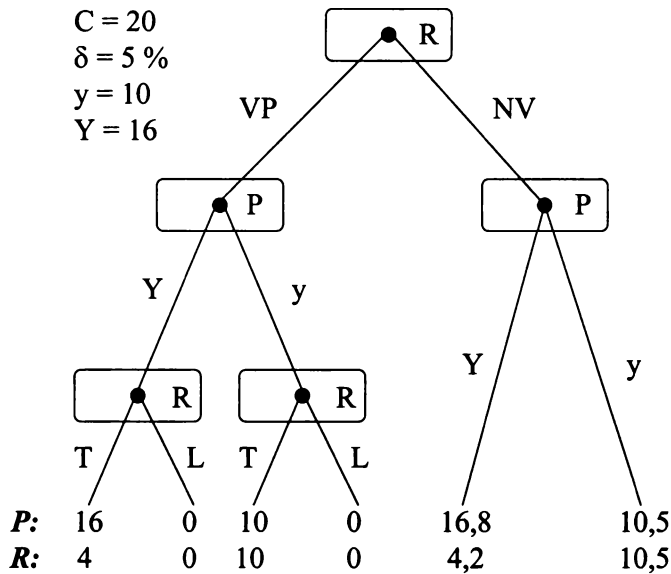 C = 20
δ = 5 %
y = 10
Y = 16
R
VP NV
P P
Y y
Y y
R R
T L T L
P: 16 0 10 0 16,8 10,5
R: 4 0 10 0 4,2 10,5